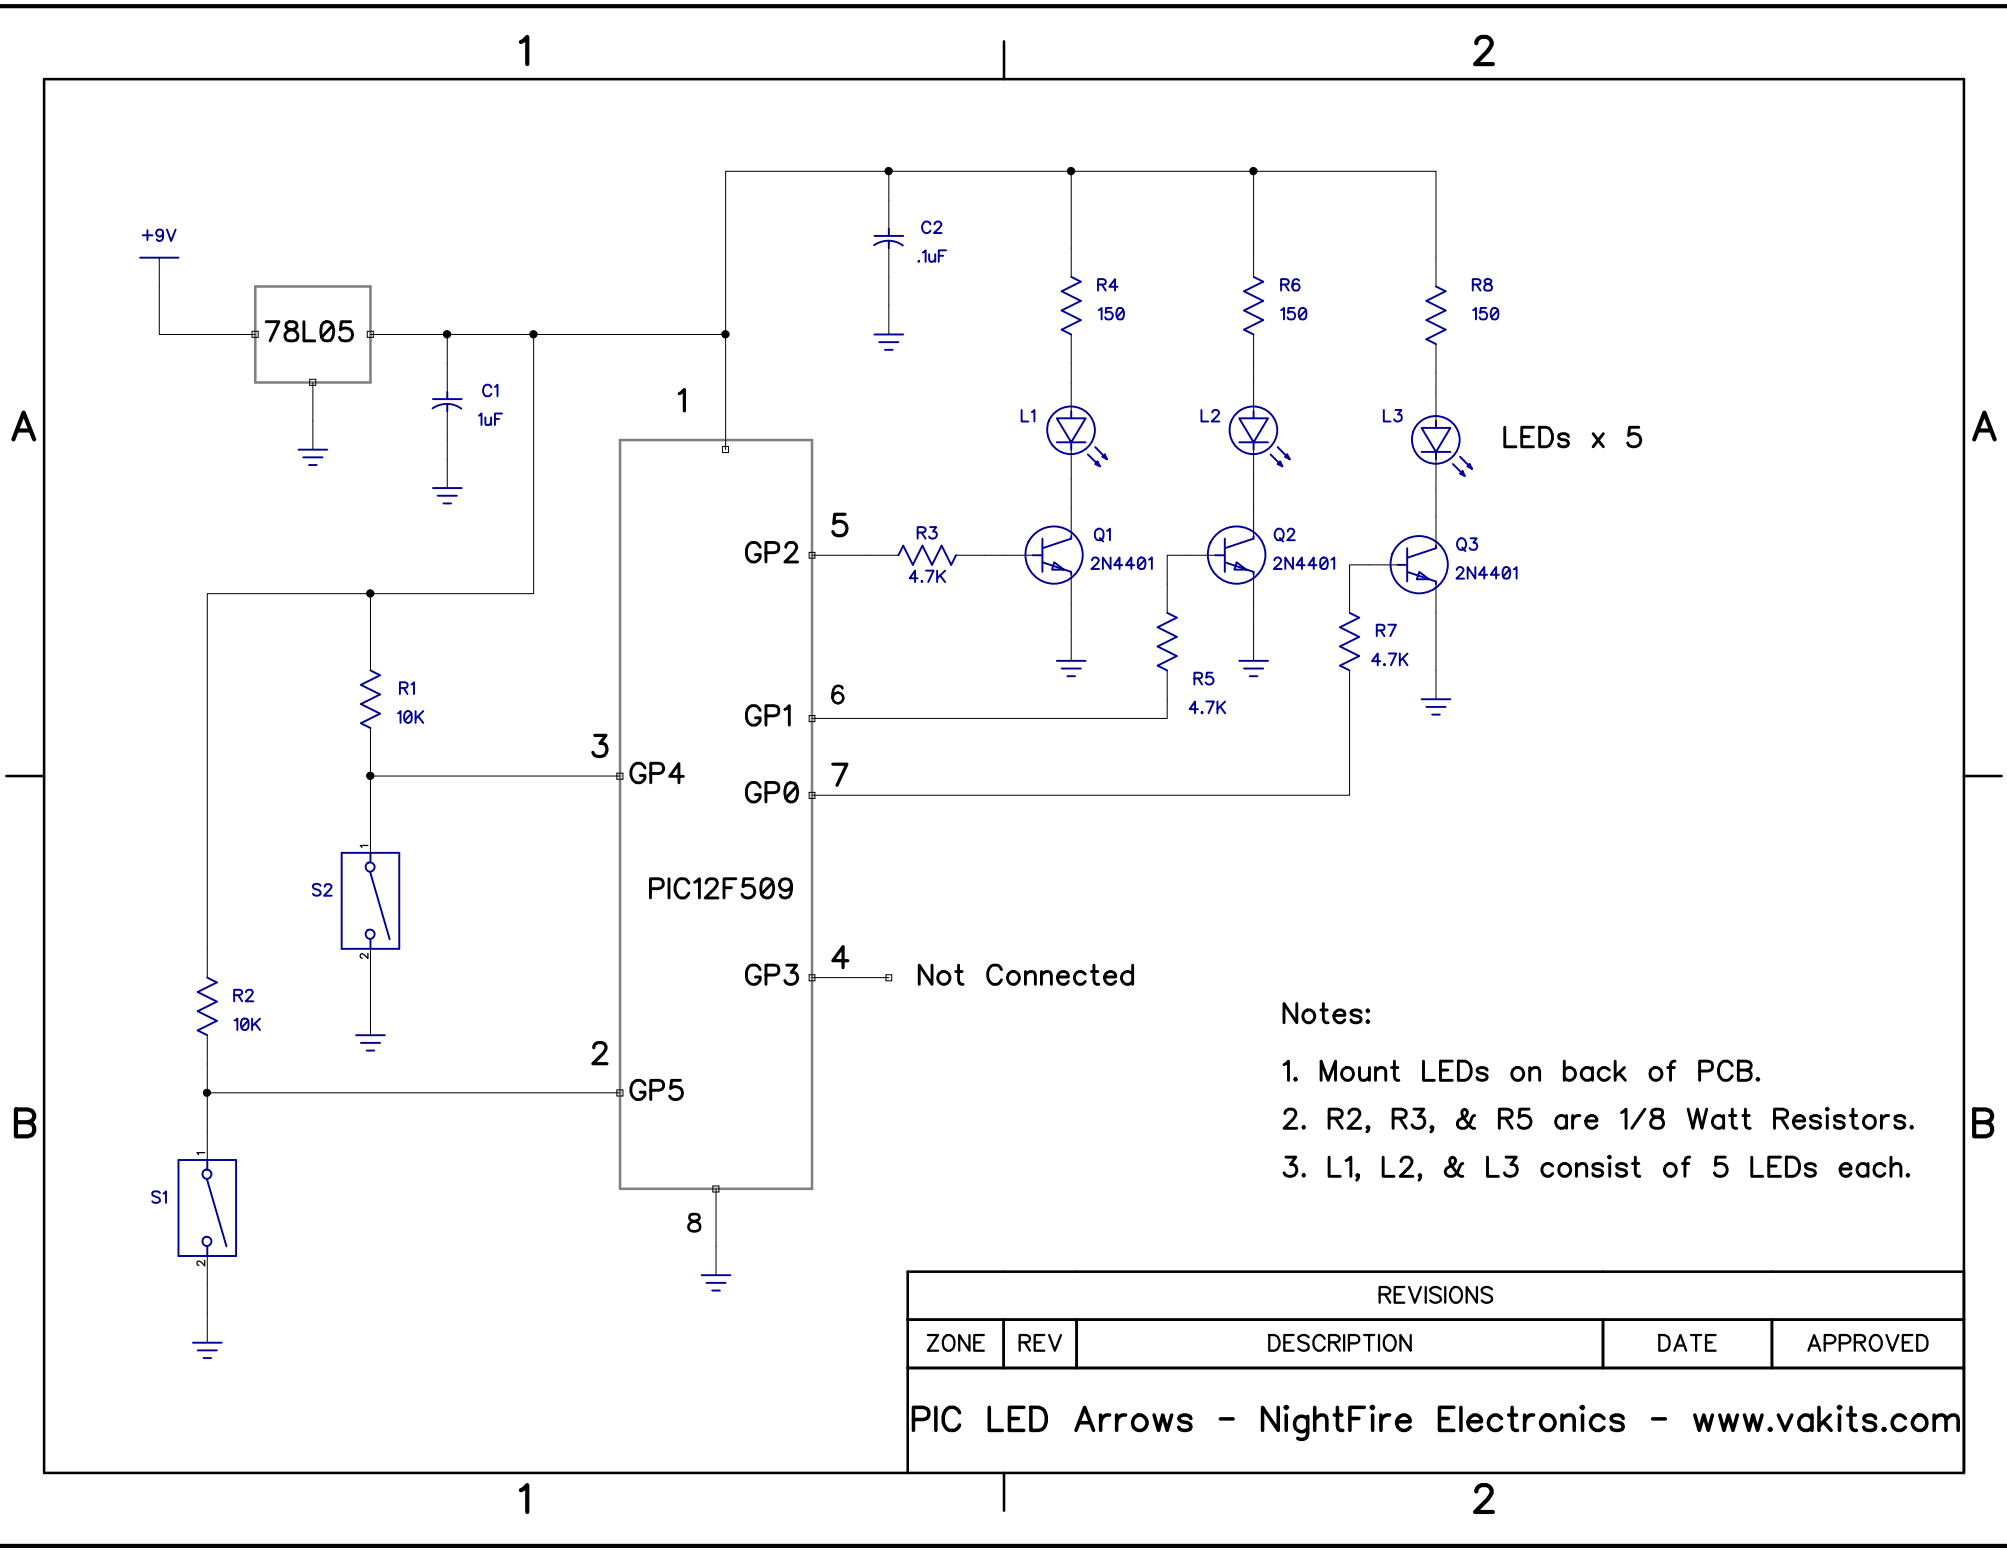 1
2
+9V
78L05
C1
1uF
C2
.1uF
R4
150
R6
150
R8
150
A
A
1
L1
L2
L3
LEDs x 5
GP2
5
R3
4.7K
Q1
2N4401
Q2
2N4401
Q3
2N4401
R1
10K
GP1
6
R5
4.7K
R7
4.7K
3
GP4
GP0
7
1
S2
2
PIC12F509
GP3
4
Not Connected
R2
10K
2
GP5
Notes:
1. Mount LEDs on back of PCB.
2. R2, R3, & R5 are 1/8 Watt Resistors.
3. L1, L2, & L3 consist of 5 LEDs each.
B
B
1
S1
2
8
REVISIONS
ZONE REV DESCRIPTION DATE APPROVED
PIC LED Arrows - NightFire Electronics - www.vakits.com
1
2